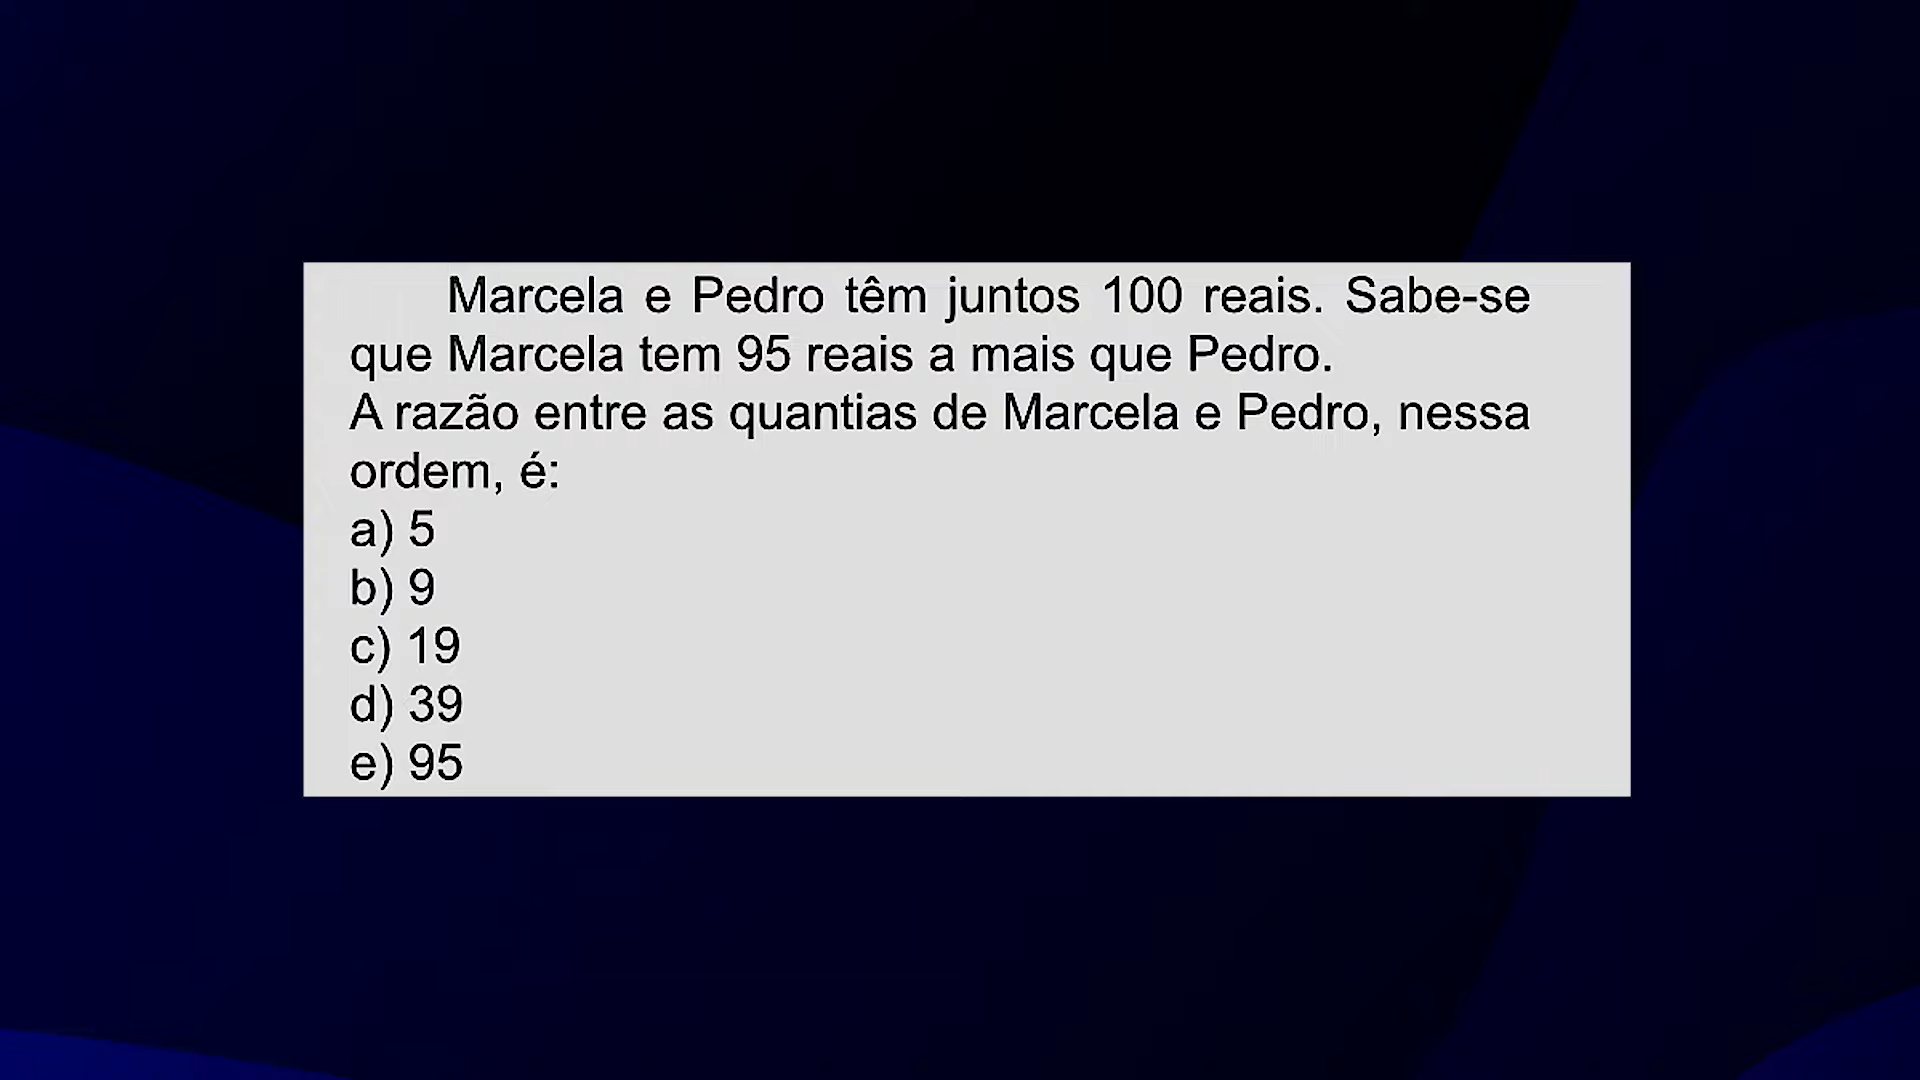 Marcela e Pedro têm juntos 100 reais. Sabe-se
que Marcela tem 95 reais a mais que Pedro.
A razão entre as quantias de Marcela e Pedro, nessa
ordem, é:
a) 5
b) 9
c) 19
d) 39
e) 95